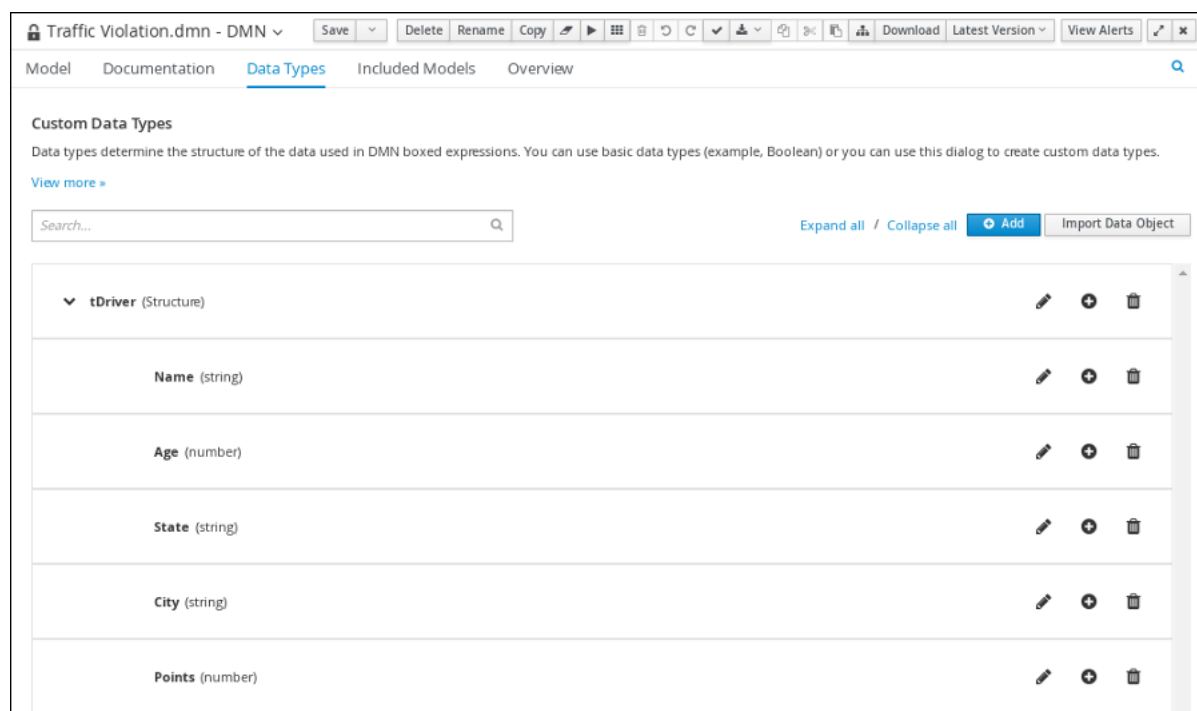 Traffic Violation.dmn - DMN
Save Delete Rename Copy Download Latest Version View Alerts
Model Documentation Data Types Included Models Overview
Custom Data Types
Data types determine the structure of the data used in DMN boxed expressions. You can use basic data types (example, Boolean) or you can use this dialog to create custom data types.
View more »
Search...
Expand all / Collapse all Add Import Data Object
tDriver (Structure)
Name (string)
Age (number)
State (string)
City (string)
Points (number)